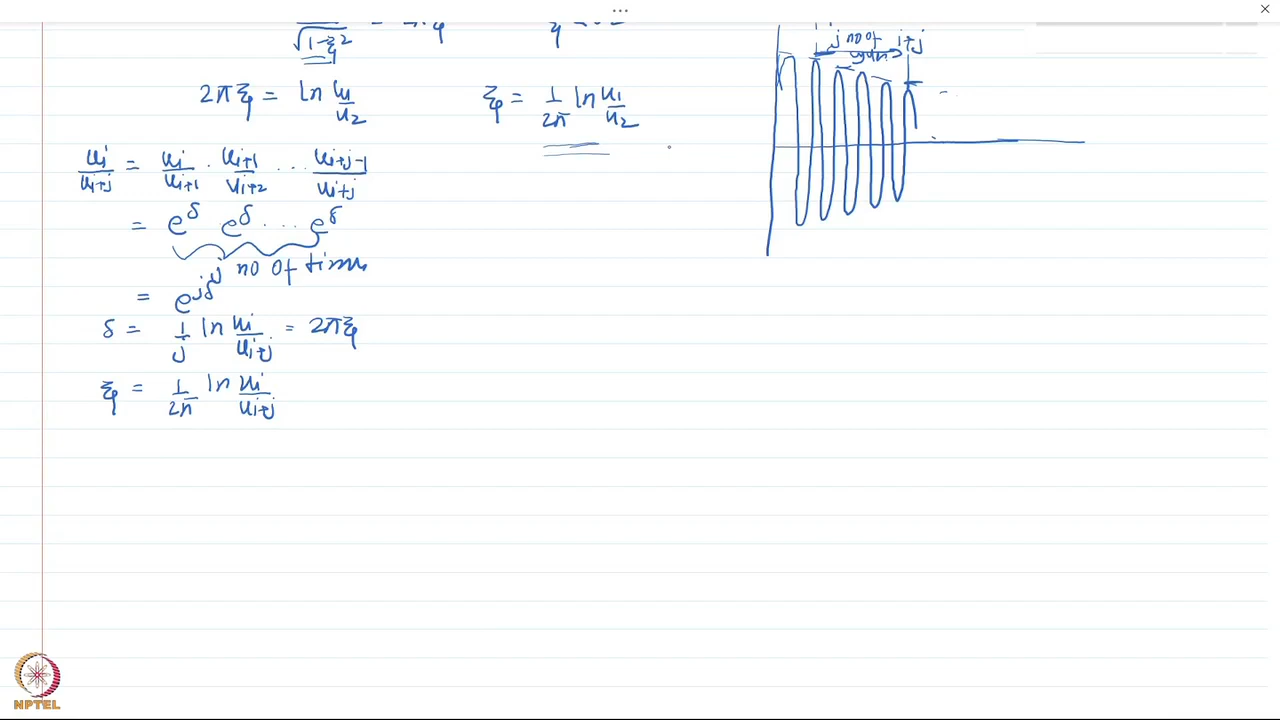 √(1-ξ²)
2πξ = ln u₁/u₂
ξ = 1/2π ln u₁/u₂
uᵢ/uᵢ₊ⱼ = uᵢ/uᵢ₊₁ · uᵢ₊₁/uᵢ₊₂ ... uᵢ₊ⱼ₋₁/uᵢ₊ⱼ
= e^δ e^δ ... e^δ
j no of times
= e^jδ
δ = 1/j ln uᵢ/uᵢ₊ⱼ = 2πξ
ξ = 1/2π ln uᵢ/uᵢ₊ⱼ
j no of
i+j
NPTEL